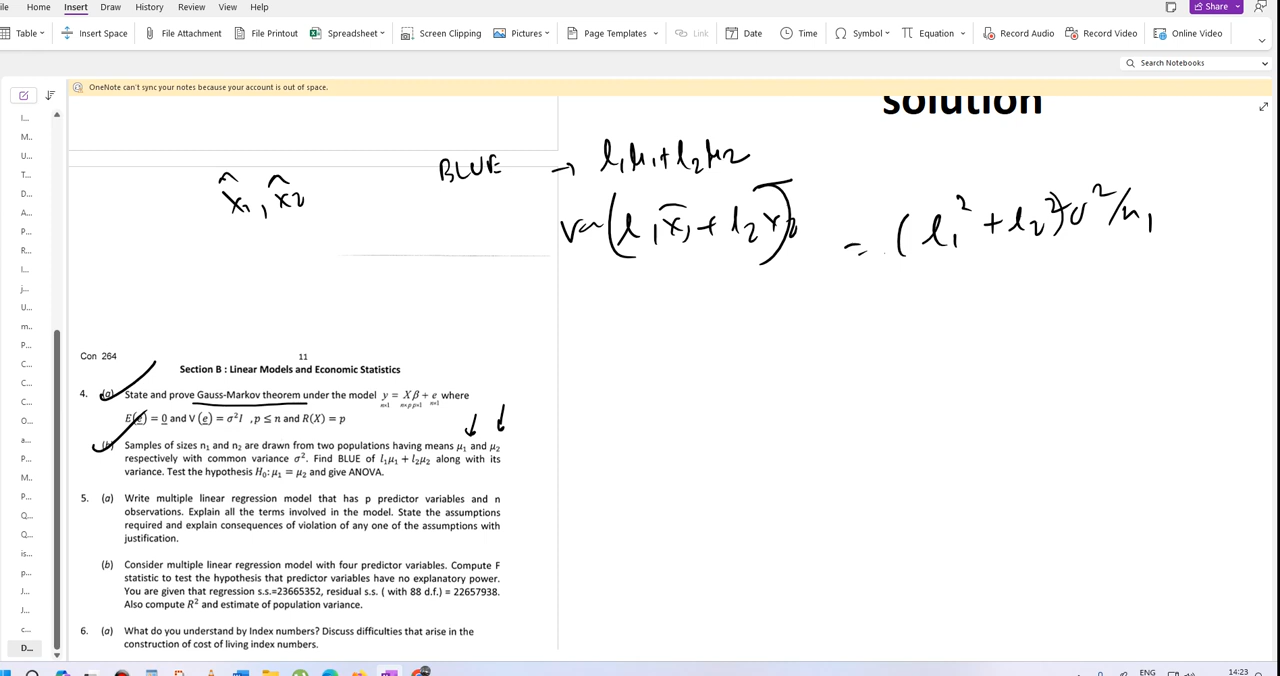 ile Home Insert Draw History Review View Help Share
Table Insert Space File Attachment File Printout Spreadsheet Screen Clipping Pictures Page Templates Link Date Time Symbol Equation Record Audio Record Video Online Video
Search Notebooks
OneNote can't sync your notes because your account is out of space.
solution
BLUE → l₁μ₁+l₂μ2
x̂₁, x̂2
Var(l₁x̄₁ + l₂x̄₂) = (l₁² + l₂²)σ²/n₁
Con 264 11
Section B : Linear Models and Economic Statistics
4. (a) State and prove Gauss-Markov theorem under the model y = Xβ + e where
n×1 n×p p×1 n×1
E(e) = 0 and V (e) = σ²I , p ≤ n and R(X) = p
(b) Samples of sizes n₁ and n₂ are drawn from two populations having means μ₁ and μ₂
respectively with common variance σ². Find BLUE of l₁μ₁ + l₂μ₂ along with its
variance. Test the hypothesis H₀: μ₁ = μ₂ and give ANOVA.
5. (a) Write multiple linear regression model that has p predictor variables and n
observations. Explain all the terms involved in the model. State the assumptions
required and explain consequences of violation of any one of the assumptions with
justification.
(b) Consider multiple linear regression model with four predictor variables. Compute F
statistic to test the hypothesis that predictor variables have no explanatory power.
You are given that regression s.s.=23665352, residual s.s. ( with 88 d.f.) = 22657938.
Also compute R² and estimate of population variance.
6. (a) What do you understand by Index numbers? Discuss difficulties that arise in the
construction of cost of living index numbers.
I...
M..
U...
T...
D...
A...
P...
R...
I...
j...
U...
m..
P...
C...
C...
C...
O...
a...
P...
M..
P...
Q...
Q...
is...
p...
J...
J...
c...
D...
ENG 14:23